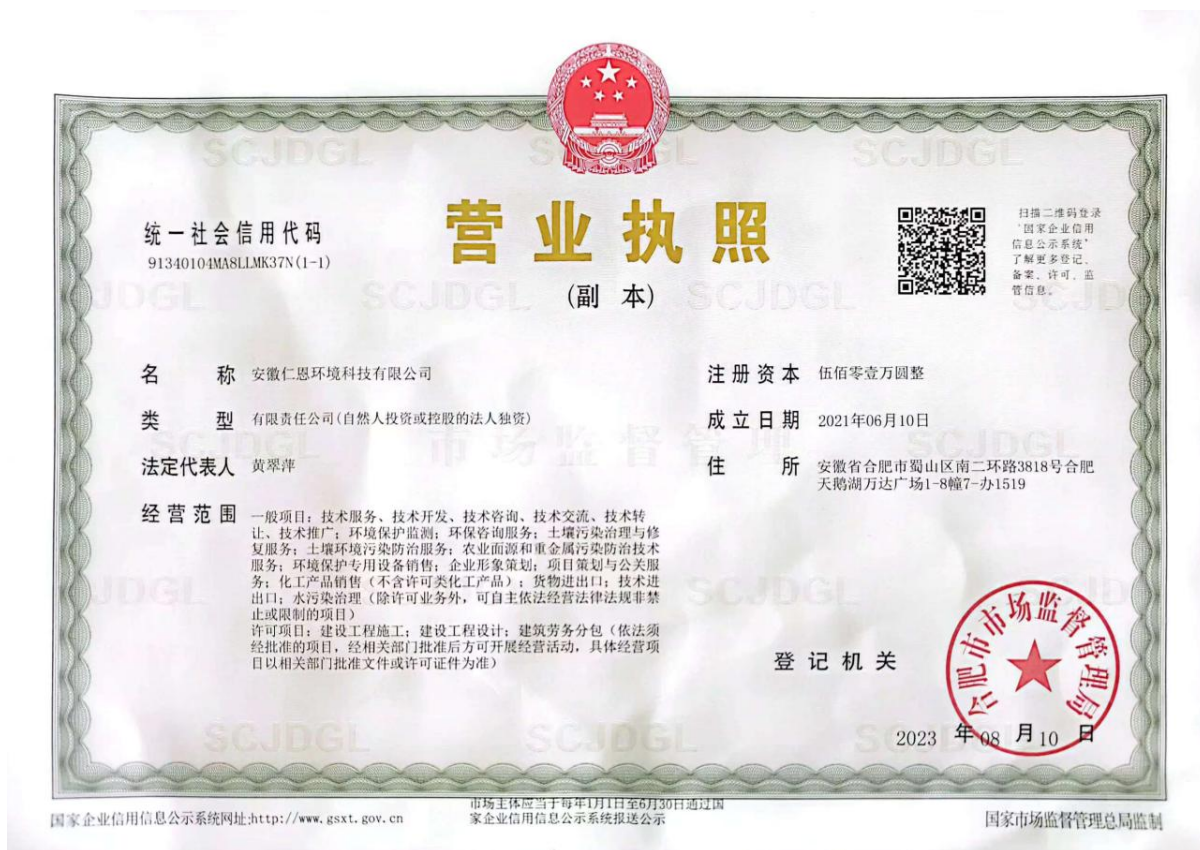 SCJDGL
营业执照
(副 本)
统一社会信用代码
91340104MA8LLMK37N(1-1)
扫描二维码登录
“国家企业信用
信息公示系统”
了解更多登记、
备案、许可、监
管信息。
名 称 安徽仁恩环境科技有限公司
类 型 有限责任公司(自然人投资或控股的法人独资)
法定代表人 黄翠萍
经营范围 一般项目：技术服务、技术开发、技术咨询、技术交流、技术转
让、技术推广；环境保护监测；环保咨询服务；土壤污染治理与修
复服务；土壤环境污染防治服务；农业面源和重金属污染防治技术
服务；环境保护专用设备销售；企业形象策划；项目策划与公关服
务；化工产品销售（不含许可类化工产品）；货物进出口；技术进
出口；水污染治理（除许可业务外，可自主依法经营法律法规非禁
止或限制的项目）
许可项目：建设工程施工；建设工程设计；建筑劳务分包（依法须
经批准的项目，经相关部门批准后方可开展经营活动，具体经营项
目以相关部门批准文件或许可证件为准）
注册资本 伍佰零壹万圆整
成立日期 2021年06月10日
住 所 安徽省合肥市蜀山区南二环路3818号合肥
天鹅湖万达广场1-8幢7-办1519
市场监督管理
登记机关
合肥市市场监督管理局
2023 年 08 月 10 日
国家企业信用信息公示系统网址:http://www.gsxt.gov.cn
市场主体应当于每年1月1日至6月30日通过国
家企业信用信息公示系统报送公示
国家市场监督管理总局监制